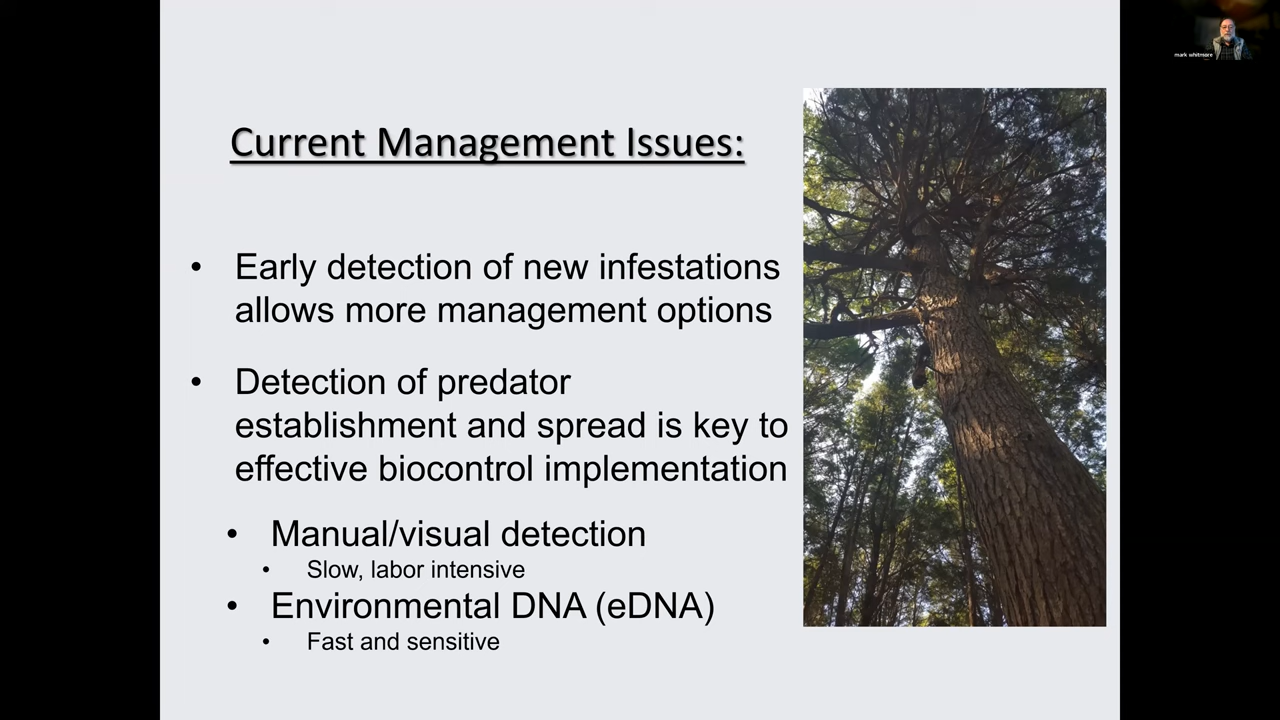 mark whitmore
Current Management Issues:
• Early detection of new infestations
allows more management options
• Detection of predator
establishment and spread is key to
effective biocontrol implementation
• Manual/visual detection
• Slow, labor intensive
• Environmental DNA (eDNA)
• Fast and sensitive